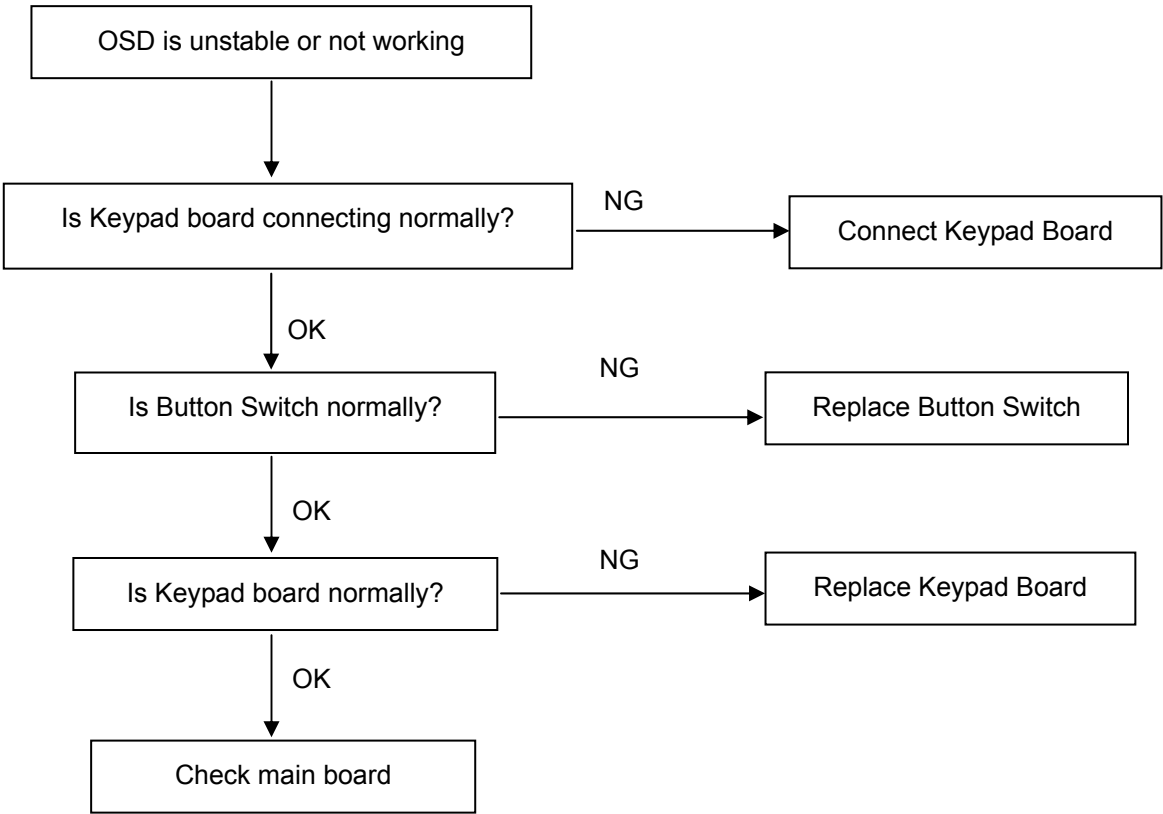 OSD is unstable or not working
Is Keypad board connecting normally?
NG
Connect Keypad Board
OK
Is Button Switch normally?
NG
Replace Button Switch
OK
Is Keypad board normally?
NG
Replace Keypad Board
OK
Check main board